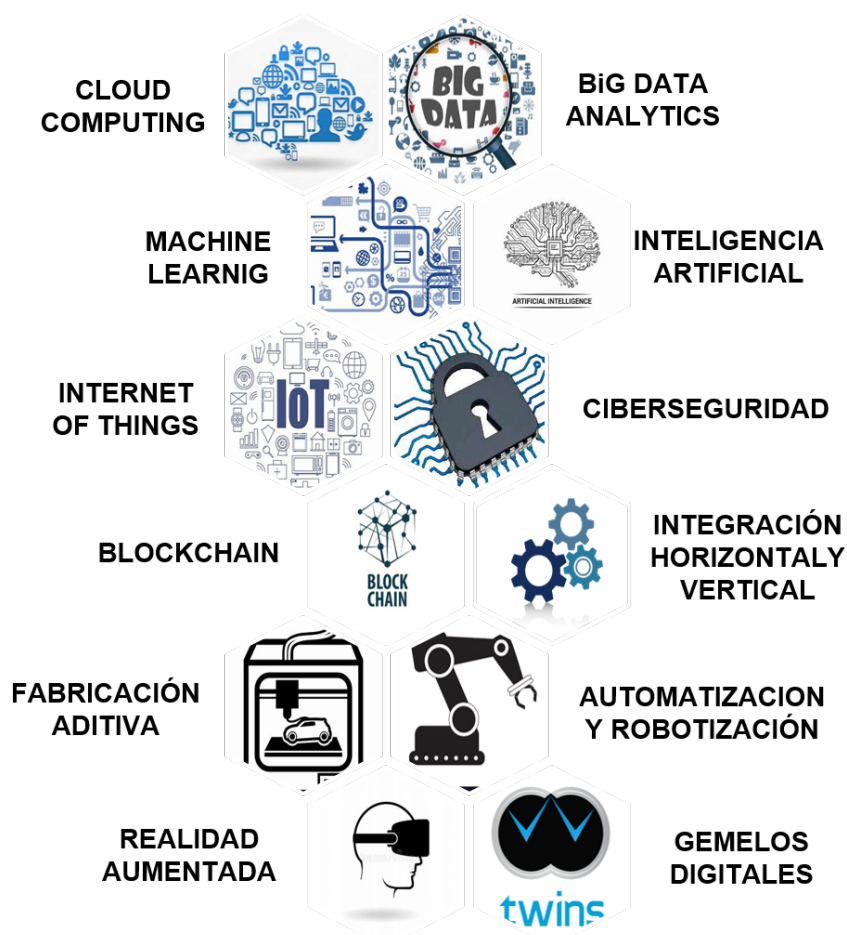 CLOUD
COMPUTING
BIG
DATA
BiG DATA
ANALYTICS
MACHINE
LEARNIG
ARTIFICIAL INTELLIGENCE
INTELIGENCIA
ARTIFICIAL
INTERNET
OF THINGS
IoT
CIBERSEGURIDAD
BLOCKCHAIN
BLOCK
CHAIN
INTEGRACIÓN
HORIZONTALY
VERTICAL
FABRICACIÓN
ADITIVA
AUTOMATIZACION
Y ROBOTIZACIÓN
REALIDAD
AUMENTADA
twins
GEMELOS
DIGITALES